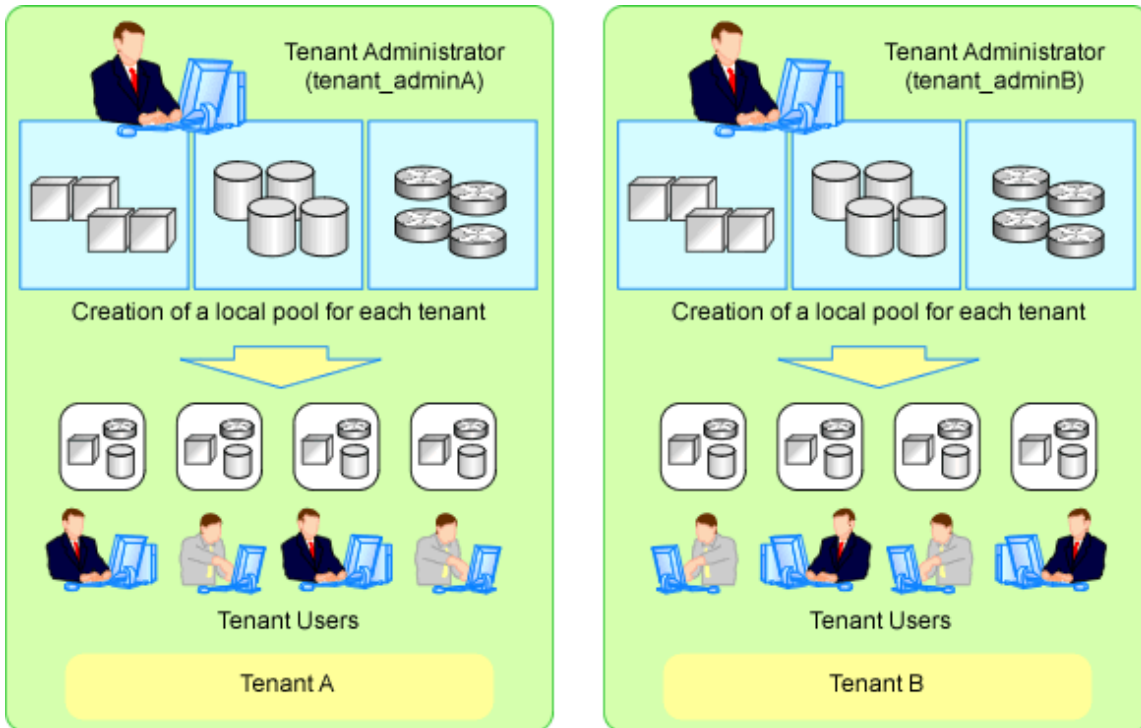 Tenant Administrator
(tenant_adminA)
Creation of a local pool for each tenant
Tenant Users
Tenant A
Tenant Administrator
(tenant_adminB)
Creation of a local pool for each tenant
Tenant Users
Tenant B